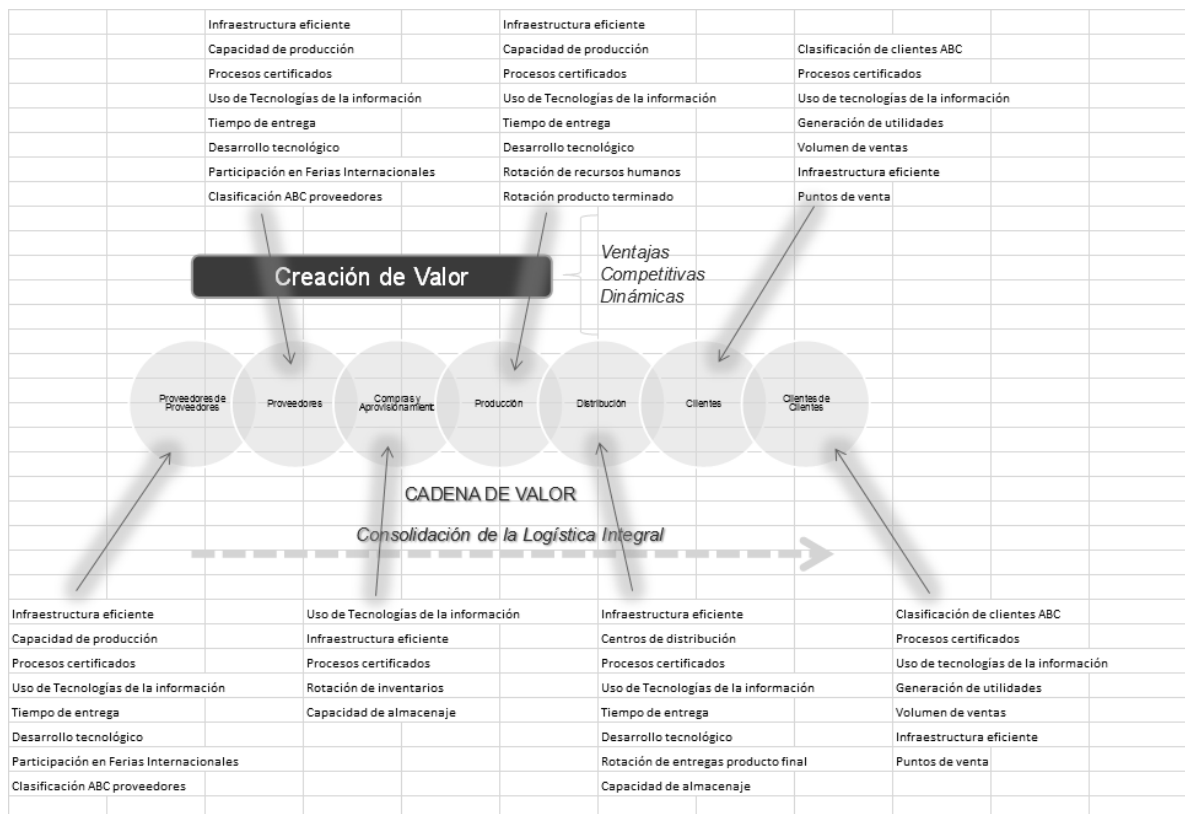 Infraestructura eficiente
Capacidad de producción
Procesos certificados
Uso de Tecnologías de la información
Tiempo de entrega
Desarrollo tecnológico
Participación en Ferias Internacionales
Clasificación ABC proveedores
Infraestructura eficiente
Capacidad de producción
Procesos certificados
Uso de Tecnologías de la información
Tiempo de entrega
Desarrollo tecnológico
Rotación de recursos humanos
Rotación producto terminado
Clasificación de clientes ABC
Procesos certificados
Uso de tecnologías de la información
Generación de utilidades
Volumen de ventas
Infraestructura eficiente
Puntos de venta
Creación de Valor
Ventajas
Competitivas
Dinámicas
Proveedores de
Proveedores
Proveedores
Compras y
Aprovisionament
Producción
Distribución
Clientes
Clientes de
Clientes
CADENA DE VALOR
Consolidación de la Logística Integral
Infraestructura eficiente
Capacidad de producción
Procesos certificados
Uso de Tecnologías de la información
Tiempo de entrega
Desarrollo tecnológico
Participación en Ferias Internacionales
Clasificación ABC proveedores
Uso de Tecnologías de la información
Infraestructura eficiente
Procesos certificados
Rotación de inventarios
Capacidad de almacenaje
Infraestructura eficiente
Centros de distribución
Procesos certificados
Uso de Tecnologías de la información
Tiempo de entrega
Desarrollo tecnológico
Rotación de entregas producto final
Capacidad de almacenaje
Clasificación de clientes ABC
Procesos certificados
Uso de tecnologías de la información
Generación de utilidades
Volumen de ventas
Infraestructura eficiente
Puntos de venta